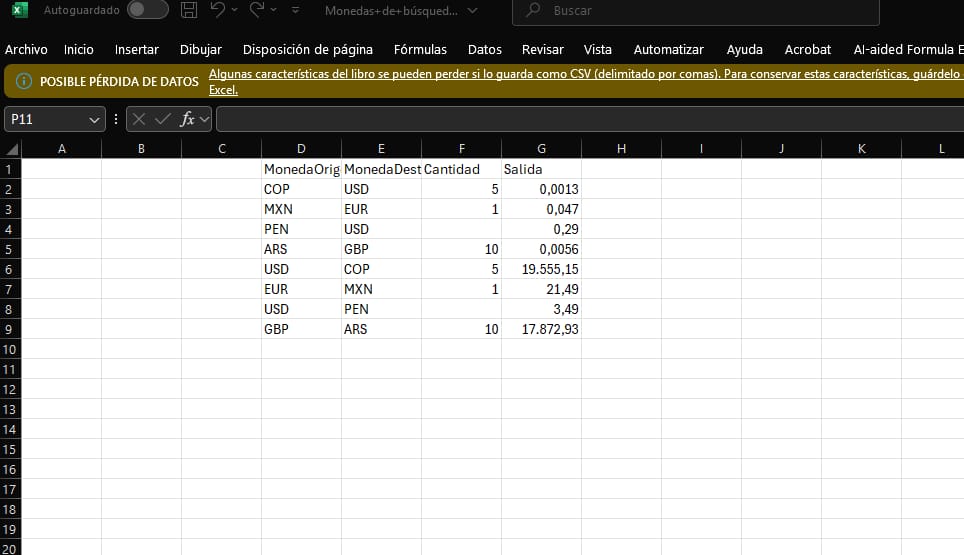 Autoguardado Monedas+de+búsqued... Buscar
Archivo Inicio Insertar Dibujar Disposición de página Fórmulas Datos Revisar Vista Automatizar Ayuda Acrobat AI-aided Formula E
POSIBLE PÉRDIDA DE DATOS Algunas características del libro se pueden perder si lo guarda como CSV (delimitado por comas). Para conservar estas características, guárdelo
Excel.
P11 fx
A B C D E F G H I J K L
1 MonedaOrig MonedaDest Cantidad Salida
2 COP USD 5 0,0013
3 MXN EUR 1 0,047
4 PEN USD 0,29
5 ARS GBP 10 0,0056
6 USD COP 5 19.555,15
7 EUR MXN 1 21,49
8 USD PEN 3,49
9 GBP ARS 10 17.872,93
10
11
12
13
14
15
16
17
18
19
20